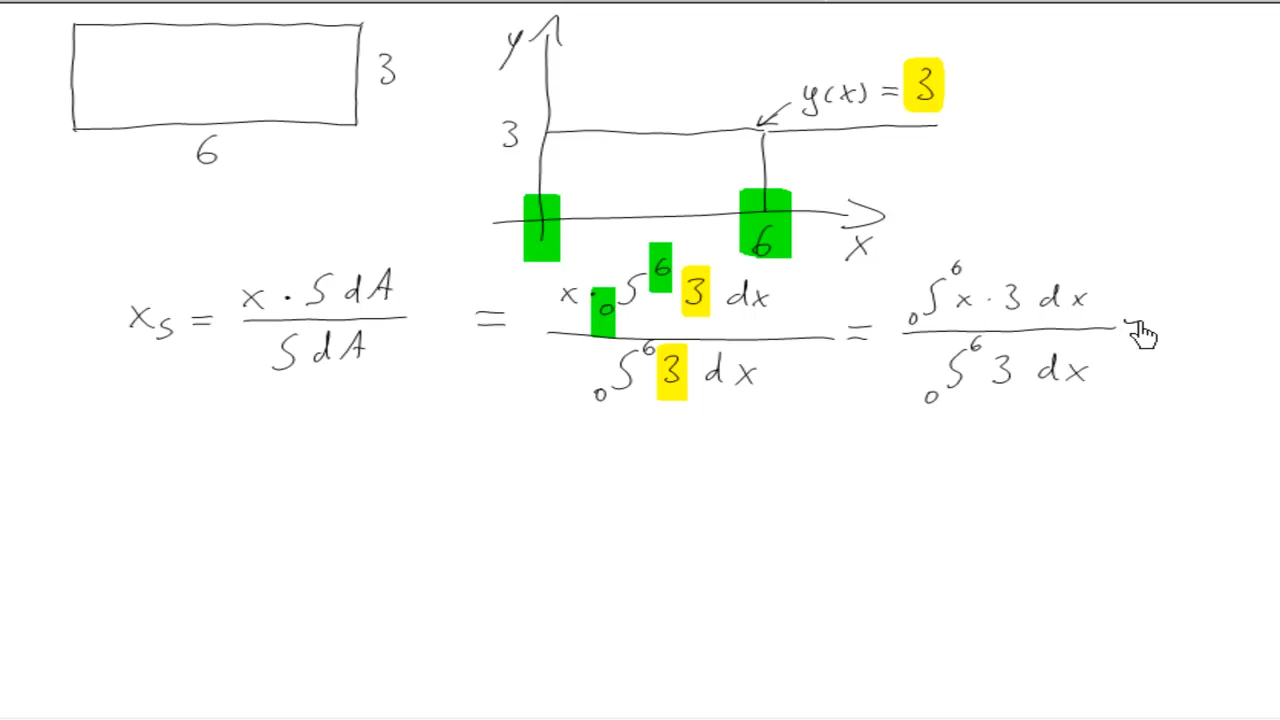 3
6
y
3
y(x) = 3
6
x
x_S = (x · ∫ dA) / (∫ dA) = (x · ₀∫⁶ 3 dx) / (₀∫⁶ 3 dx) = (₀∫⁶ x · 3 dx) / (₀∫⁶ 3 dx)